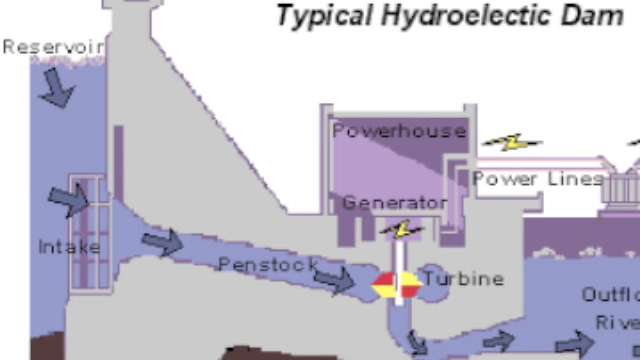 Typical Hydroelectic Dam
Reservoir
Powerhouse
Power Lines
Generator
Intake
Penstock
Turbine